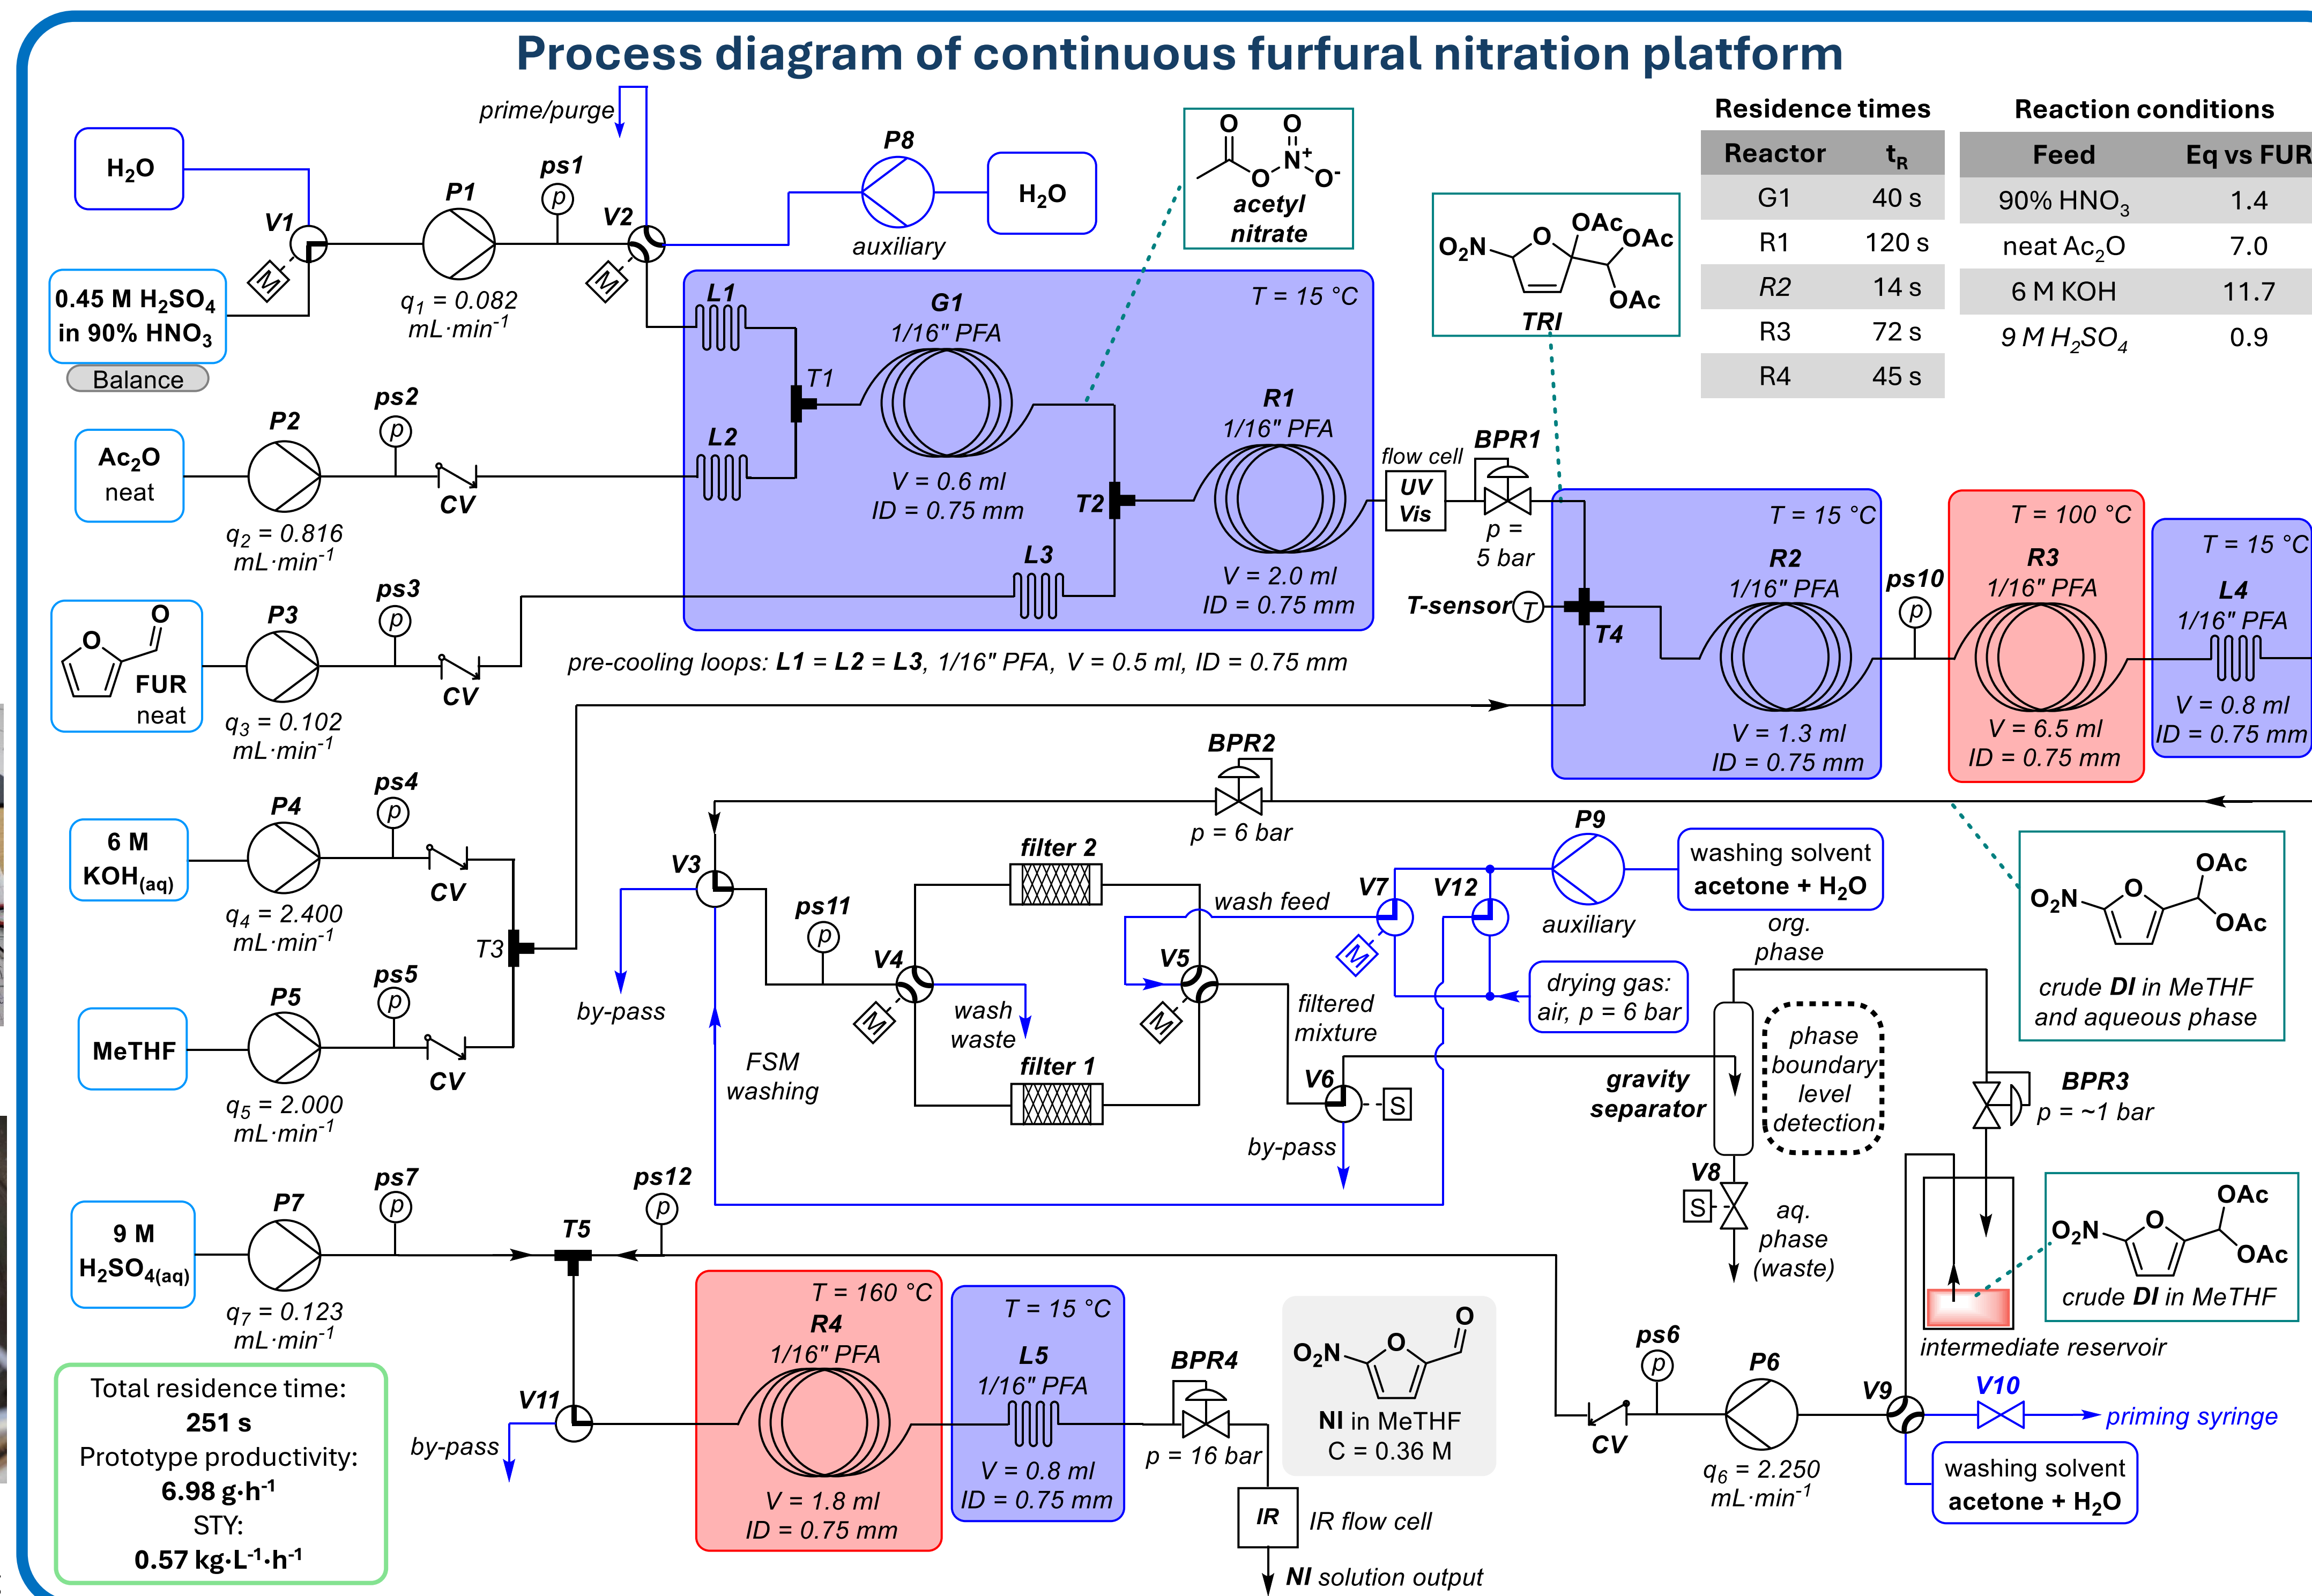 Process diagram of continuous furfural nitration platform
prime/purge
H₂O
V1
P1
ps1
p
V2
M
M
P8
auxiliary
H₂O
0.45 M H₂SO₄
in 90% HNO₃
Balance
q₁ = 0.082
mL·min⁻¹
O
O
N⁺
O
O⁻
acetyl
nitrate
Residence times
Reactor tR
G1 40 s
R1 120 s
R2 14 s
R3 72 s
R4 45 s
Reaction conditions
Feed Eq vs FUR
90% HNO₃ 1.4
neat Ac₂O 7.0
6 M KOH 11.7
9 M H₂SO₄ 0.9
O₂N
O
OAc
OAc
OAc
TRI
L1
G1
1/16" PFA
T = 15 °C
T1
L2
V = 0.6 ml
ID = 0.75 mm
R1
1/16" PFA
T2
L3
V = 2.0 ml
ID = 0.75 mm
Ac₂O
neat
P2
ps2
p
CV
q₂ = 0.816
mL·min⁻¹
flow cell
UV
Vis
BPR1
p =
5 bar
T-sensor
T
T4
T = 15 °C
R2
1/16" PFA
V = 1.3 ml
ID = 0.75 mm
ps10
p
T = 100 °C
R3
1/16" PFA
V = 6.5 ml
ID = 0.75 mm
T = 15 °C
L4
1/16" PFA
V = 0.8 ml
ID = 0.75 mm
O
O
FUR
neat
P3
ps3
p
CV
q₃ = 0.102
mL·min⁻¹
pre-cooling loops: L1 = L2 = L3, 1/16" PFA, V = 0.5 ml, ID = 0.75 mm
6 M
KOH(aq)
P4
ps4
p
CV
q₄ = 2.400
mL·min⁻¹
T3
MeTHF
P5
ps5
p
CV
q₅ = 2.000
mL·min⁻¹
BPR2
p = 6 bar
V3
by-pass
ps11
p
filter 2
V4
M
wash
waste
V5
M
filter 1
FSM
washing
wash feed
V7
M
V12
P9
auxiliary
washing solvent
acetone + H₂O
drying gas:
air, p = 6 bar
filtered
mixture
V6
S
by-pass
org.
phase
gravity
separator
phase
boundary
level
detection
V8
S
aq.
phase
(waste)
O₂N
O
OAc
OAc
crude DI in MeTHF
and aqueous phase
BPR3
p = ~1 bar
O₂N
O
OAc
OAc
crude DI in MeTHF
intermediate reservoir
9 M
H₂SO₄(aq)
P7
ps7
p
q₇ = 0.123
mL·min⁻¹
T5
ps12
p
V11
by-pass
T = 160 °C
R4
1/16" PFA
V = 1.8 ml
ID = 0.75 mm
T = 15 °C
L5
1/16" PFA
V = 0.8 ml
ID = 0.75 mm
BPR4
p = 16 bar
O₂N
O
O
NI in MeTHF
C = 0.36 M
IR
IR flow cell
NI solution output
CV
ps6
p
P6
q₆ = 2.250
mL·min⁻¹
V9
V10
priming syringe
washing solvent
acetone + H₂O
Total residence time:
251 s
Prototype productivity:
6.98 g·h⁻¹
STY:
0.57 kg·L⁻¹·h⁻¹